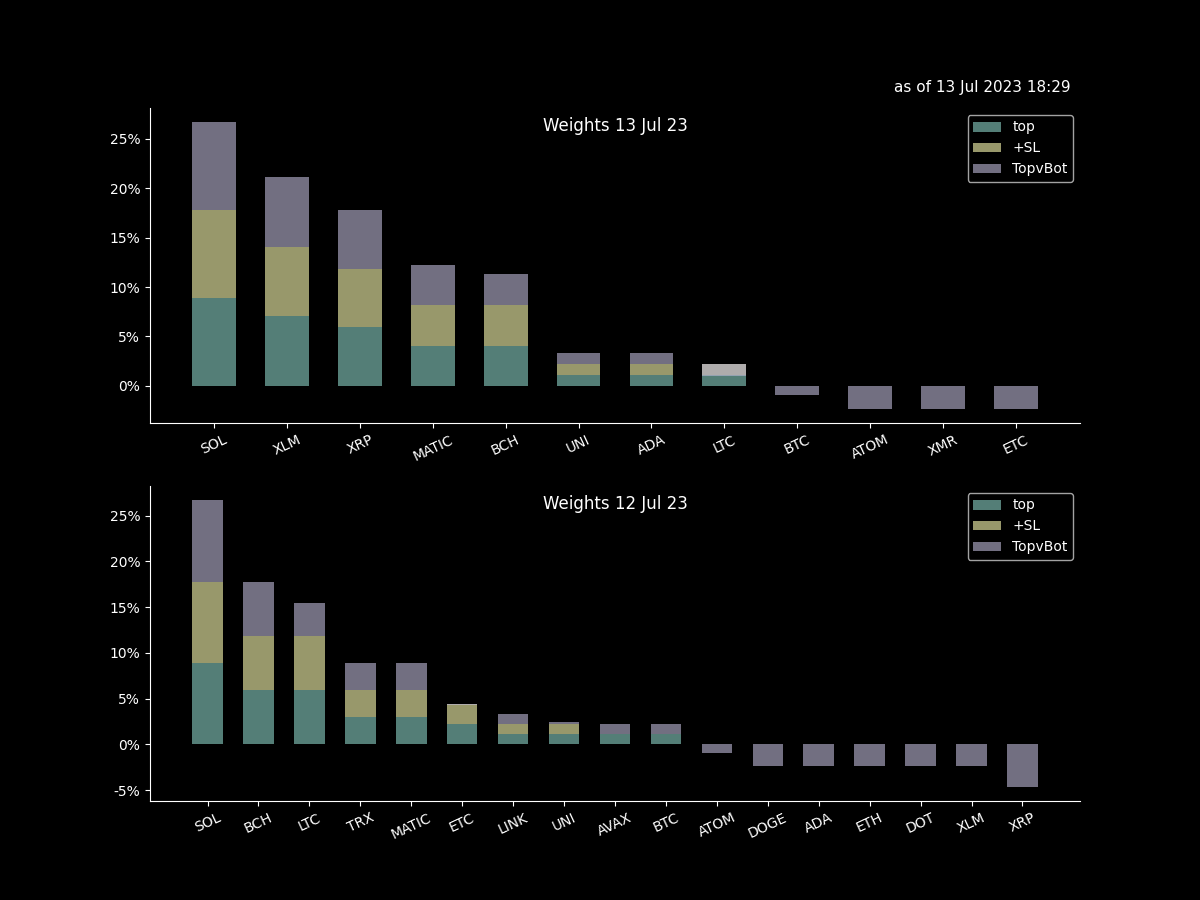 as of 13 Jul 2023 18:29
Weights 13 Jul 23
top
+SL
TopvBot
25%
20%
15%
10%
5%
0%
SOL XLM XRP MATIC BCH UNI ADA LTC BTC ATOM XMR ETC
Weights 12 Jul 23
top
+SL
TopvBot
25%
20%
15%
10%
5%
0%
-5%
SOL BCH LTC TRX MATIC ETC LINK UNI AVAX BTC ATOM DOGE ADA ETH DOT XLM XRP